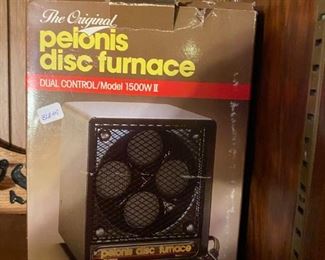 The Original
pelonis
disc furnace
DUAL CONTROL/Model 1500W II
pelonis disc furnace